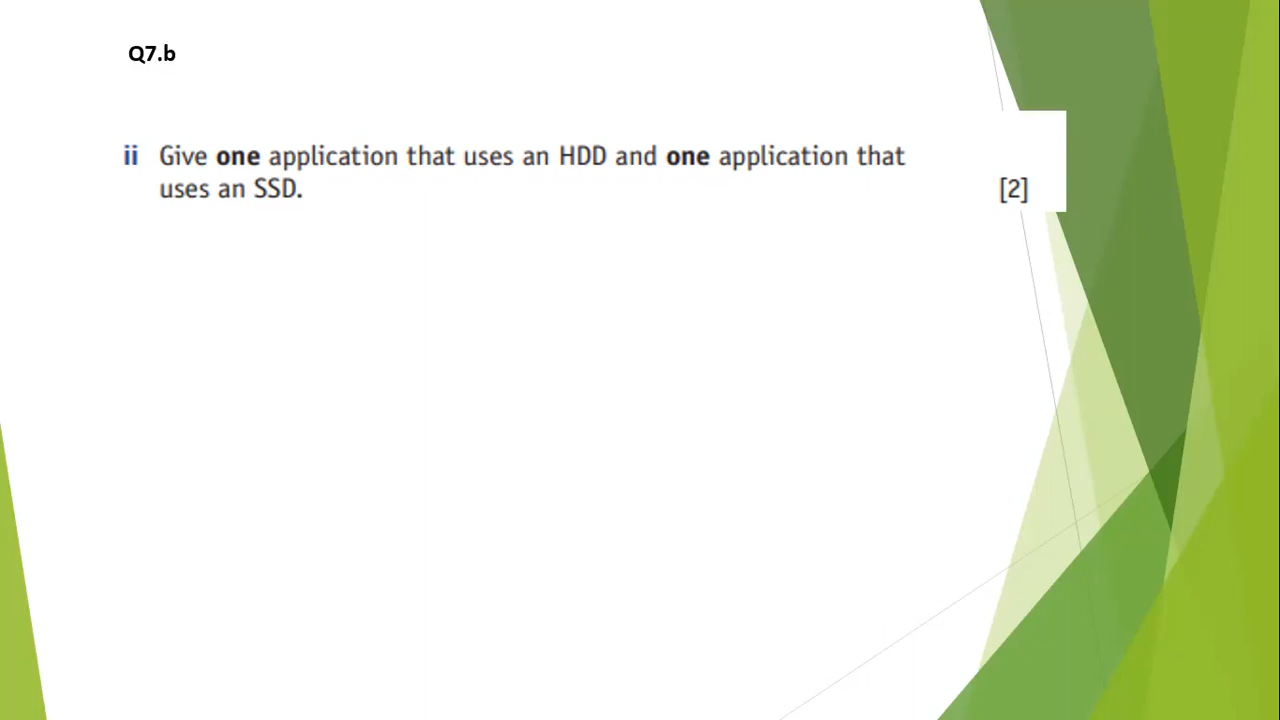 Q7.b
ii Give one application that uses an HDD and one application that
uses an SSD.
[2]